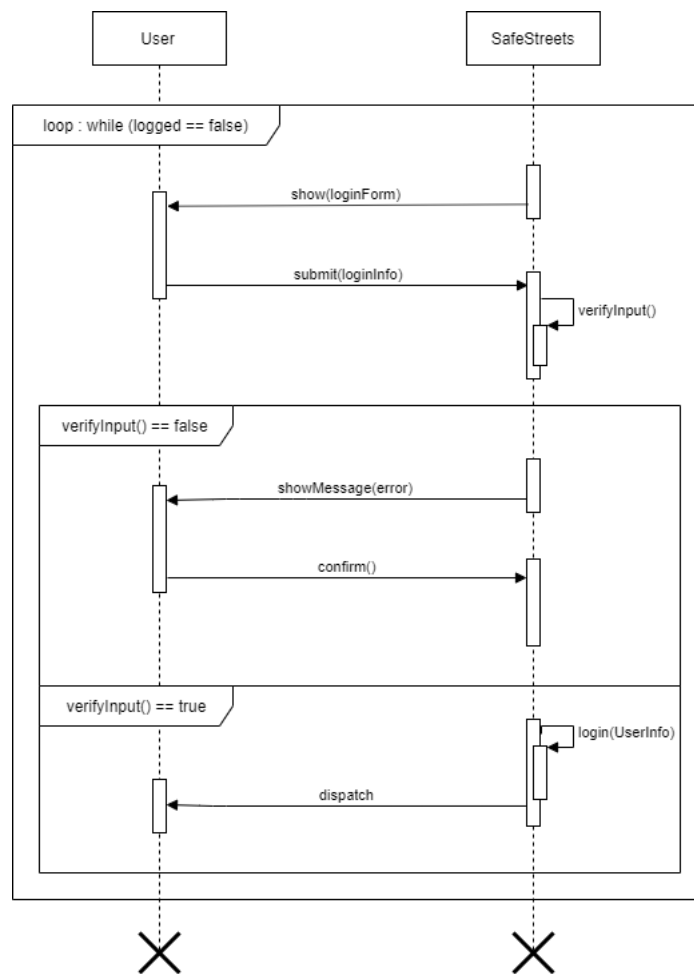 User
SafeStreets
loop : while (logged == false)
show(loginForm)
submit(loginInfo)
verifyInput()
verifyInput() == false
showMessage(error)
confirm()
verifyInput() == true
login(UserInfo)
dispatch